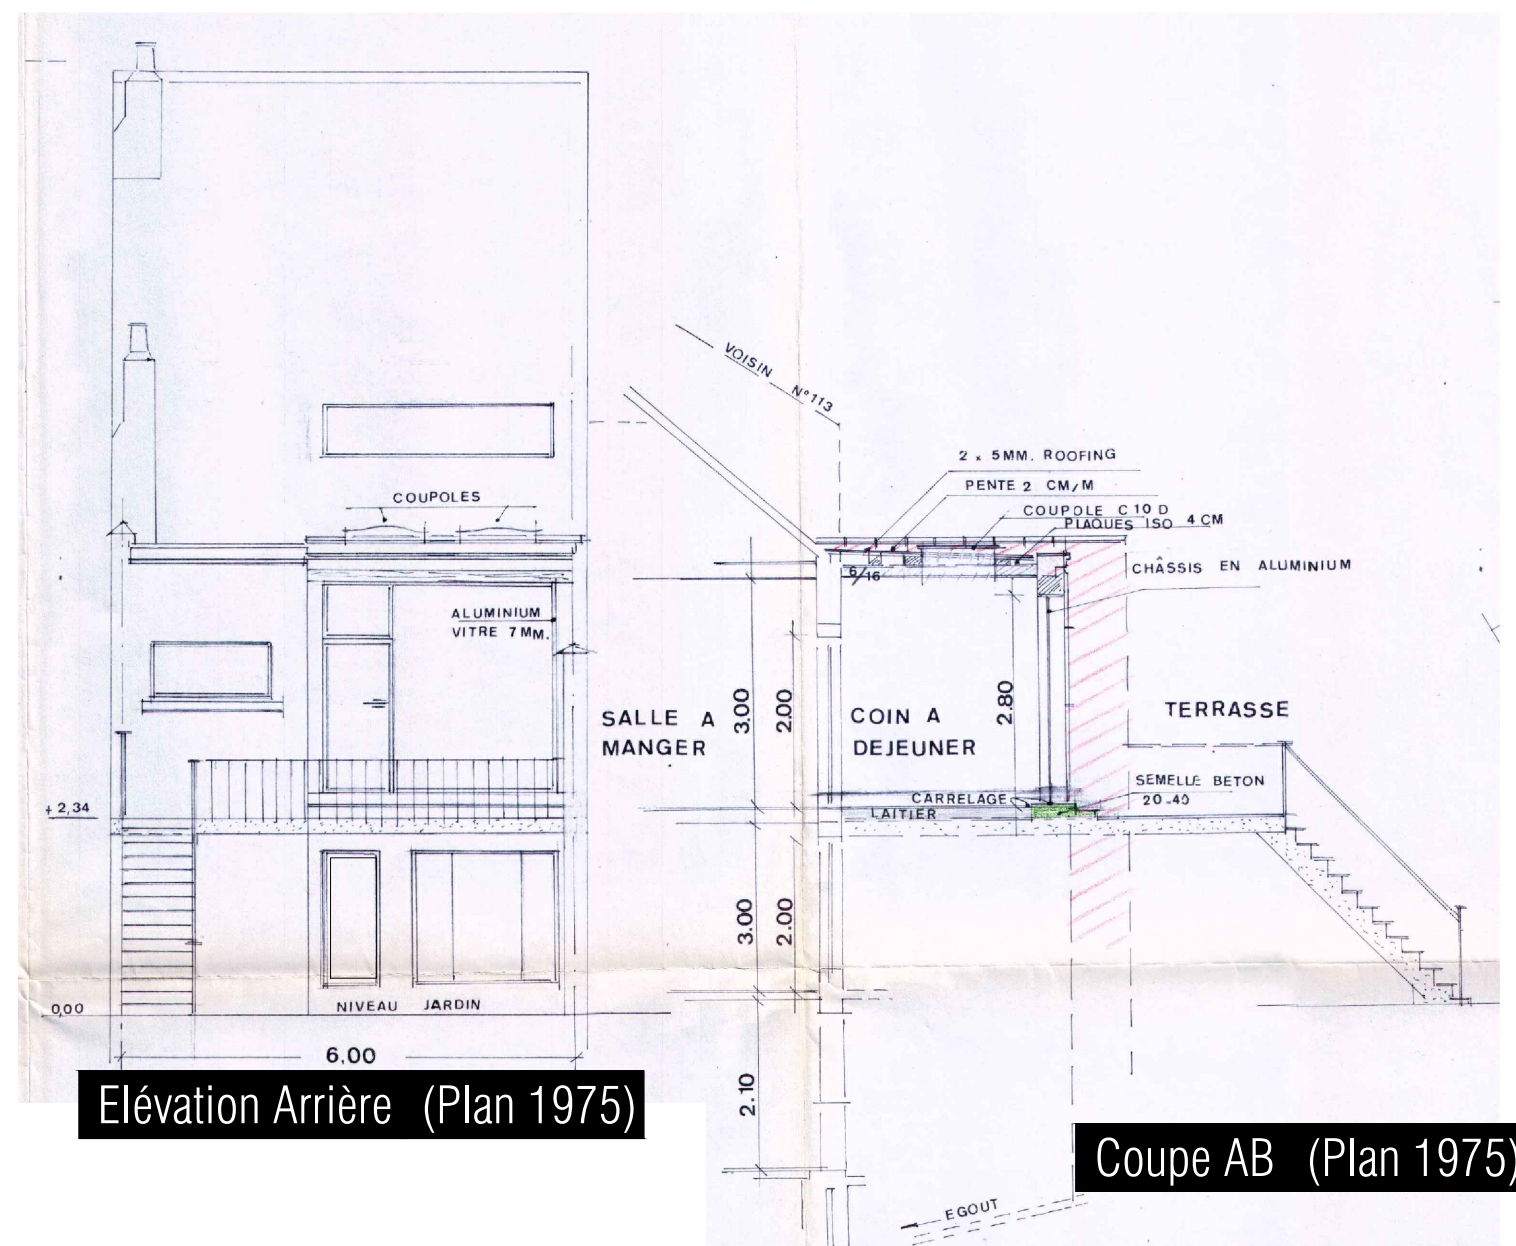 VOISIN N°113
2 x 5MM. ROOFING
PENTE 2 CM/M
COUPOLES
COUPOLE C 10 D
PLAQUES ISO 4 CM
CHÂSSIS EN ALUMINIUM
6/16
ALUMINIUM
VITRE 7 MM.
SALLE A
MANGER
3.00
2.00
COIN A
DEJEUNER
2.80
TERRASSE
SEMELLE BETON
20-40
CARRELAGE
LAITIER
+ 2,34
3.00
2.00
NIVEAU JARDIN
0,00
6,00
2.10
Elévation Arrière (Plan 1975)
Coupe AB (Plan 1975)
EGOUT